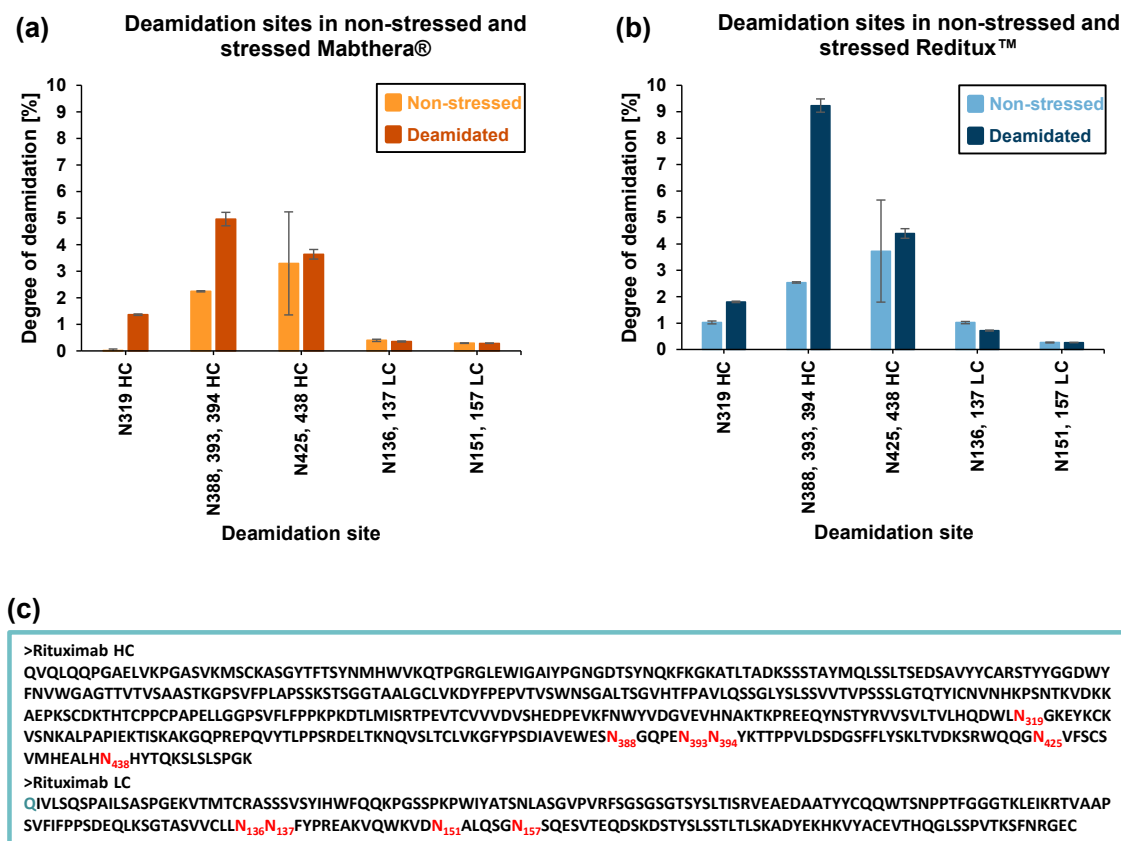 (a)
Deamidation sites in non-stressed and
stressed Mabthera®
Degree of deamidation [%]
10
9
8
7
6
5
4
3
2
1
0
Non-stressed
Deamidated
N319 HC
N388, 393, 394 HC
N425, 438 HC
N136, 137 LC
N151, 157 LC
Deamidation site
(b)
Deamidation sites in non-stressed and
stressed Reditux™
Degree of deamidation [%]
10
9
8
7
6
5
4
3
2
1
0
Non-stressed
Deamidated
N319 HC
N388, 393, 394 HC
N425, 438 HC
N136, 137 LC
N151, 157 LC
Deamidation site
(c)
>Rituximab HC
QVQLQQPGAELVKPGASVKMSCKASGYTFTSYNMHWVKQTPGRGLEWIGAIYPGNGDTSYNQKFKGKATLTADKSSSTAYMQLSSLTSEDSAVYYCARSTYYGGDWY
FNVWGAGTTVTVSAASTKGPSVFPLAPSSKSTSGGTAALGCLVKDYFPEPVTVSWNSGALTSGVHTFPAVLQSSGLYSLSSVVTVPSSSLGTQTYICNVNHKPSNTKVDKK
AEPKSCDKTHTCPPCPAPELLGGPSVFLFPPKPKDTLMISRTPEVTCVVVDVSHEDPEVKFNWYVDGVEVHNAKTKPREEQYNSTYRVVSVLTVLHQDWLN319GKEYKCK
VSNKALPAPIEKTISKAKGQPREPQVYTLPPSRDELTKNQVSLTCLVKGFYPSDIAVEWESN388GQPEN393N394YKTTPPVLDSDGSFFLYSKLTVDKSRWQQGN425VFSCS
VMHEALHN438HYTQKSLSLSPGK
>Rituximab LC
QIVLSQSPAILSASPGEKVTMTCRASSSVSYIHWFQQKPGSSPKPWIYATSNLASGVPVRFSGSGSGTSYSLTISRVEAEDAATYYCQQWTSNPPTFGGGTKLEIKRTVAAP
SVFIFPPSDEQLKSGTASVVCLLN136N137FYPREAKVQWKVDN151ALQSGN157SQESVTEQDSKDSTYSLSSTLTLSKADYEKHKVYACEVTHQGLSSPVTKSFNRGEC